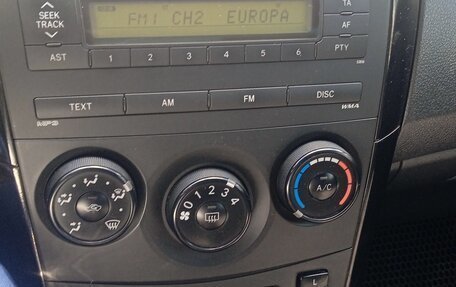 SEEK
TRACK
FM1 CH2 EUROPA
TA
AF
AST
1 2 3 4 5 6
PTY
TEXT
AM
FM
DISC
MP3
WMA
0 1 2 3 4
A/C
L